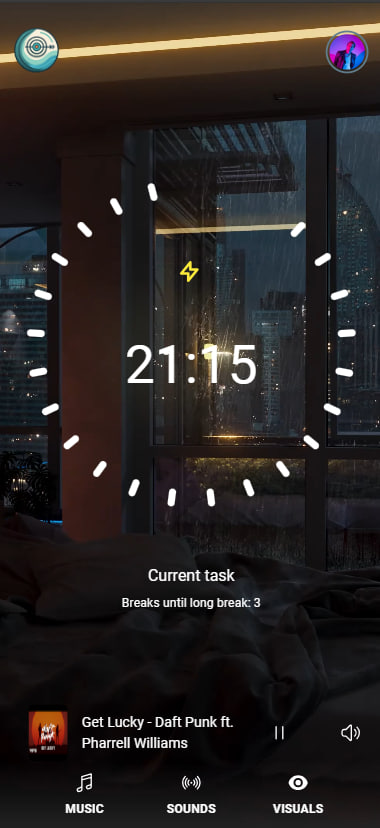 21:15
Current task
Breaks until long break: 3
Get Lucky - Daft Punk ft.
Pharrell Williams
MUSIC
SOUNDS
VISUALS